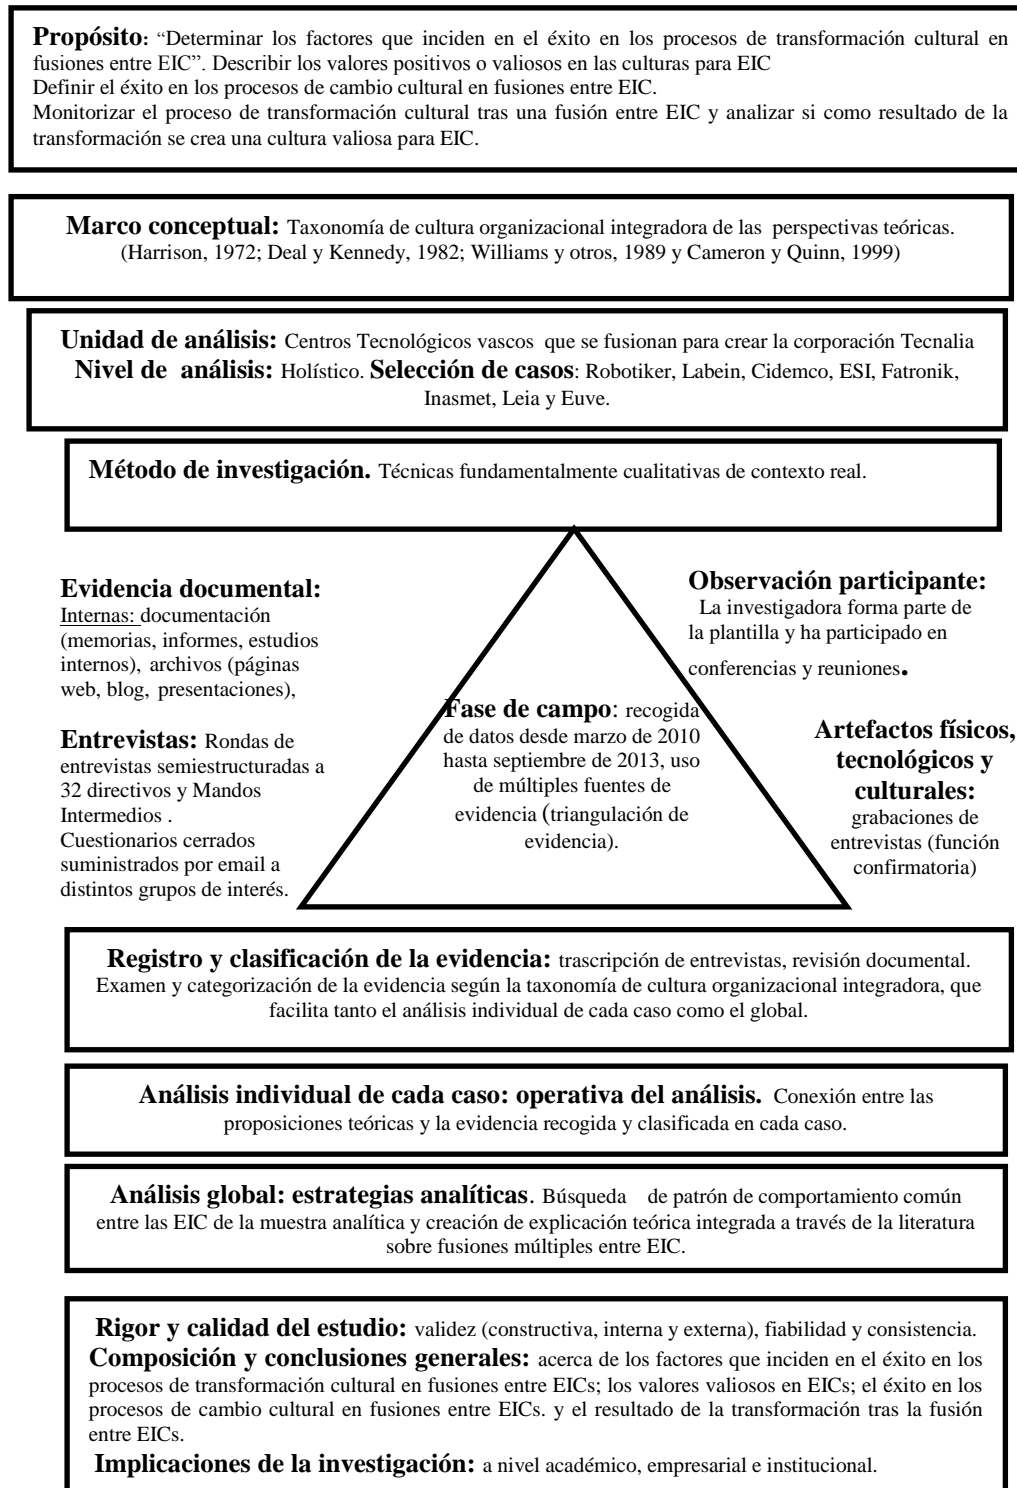 Propósito: “Determinar los factores que inciden en el éxito en los procesos de transformación cultural en
fusiones entre EIC”. Describir los valores positivos o valiosos en las culturas para EIC
Definir el éxito en los procesos de cambio cultural en fusiones entre EIC.
Monitorizar el proceso de transformación cultural tras una fusión entre EIC y analizar si como resultado de la
transformación se crea una cultura valiosa para EIC.
Marco conceptual: Taxonomía de cultura organizacional integradora de las perspectivas teóricas.
(Harrison, 1972; Deal y Kennedy, 1982; Williams y otros, 1989 y Cameron y Quinn, 1999)
Unidad de análisis: Centros Tecnológicos vascos que se fusionan para crear la corporación Tecnalia
Nivel de análisis: Holístico. Selección de casos: Robotiker, Labein, Cidemco, ESI, Fatronik,
Inasmet, Leia y Euve.
Método de investigación. Técnicas fundamentalmente cualitativas de contexto real.
Evidencia documental:
Internas: documentación
(memorias, informes, estudios
internos), archivos (páginas
web, blog, presentaciones),
Entrevistas: Rondas de
entrevistas semiestructuradas a
32 directivos y Mandos
Intermedios .
Cuestionarios cerrados
suministrados por email a
distintos grupos de interés.
Fase de campo: recogida
de datos desde marzo de 2010
hasta septiembre de 2013, uso
de múltiples fuentes de
evidencia (triangulación de
evidencia).
Observación participante:
La investigadora forma parte de
la plantilla y ha participado en
conferencias y reuniones.
Artefactos físicos,
tecnológicos y
culturales:
grabaciones de
entrevistas (función
confirmatoria)
Registro y clasificación de la evidencia: trascripción de entrevistas, revisión documental.
Examen y categorización de la evidencia según la taxonomía de cultura organizacional integradora, que
facilita tanto el análisis individual de cada caso como el global.
Análisis individual de cada caso: operativa del análisis. Conexión entre las
proposiciones teóricas y la evidencia recogida y clasificada en cada caso.
Análisis global: estrategias analíticas. Búsqueda de patrón de comportamiento común
entre las EIC de la muestra analítica y creación de explicación teórica integrada a través de la literatura
sobre fusiones múltiples entre EIC.
Rigor y calidad del estudio: validez (constructiva, interna y externa), fiabilidad y consistencia.
Composición y conclusiones generales: acerca de los factores que inciden en el éxito en los
procesos de transformación cultural en fusiones entre EICs; los valores valiosos en EICs; el éxito en los
procesos de cambio cultural en fusiones entre EICs. y el resultado de la transformación tras la fusión
entre EICs.
Implicaciones de la investigación: a nivel académico, empresarial e institucional.